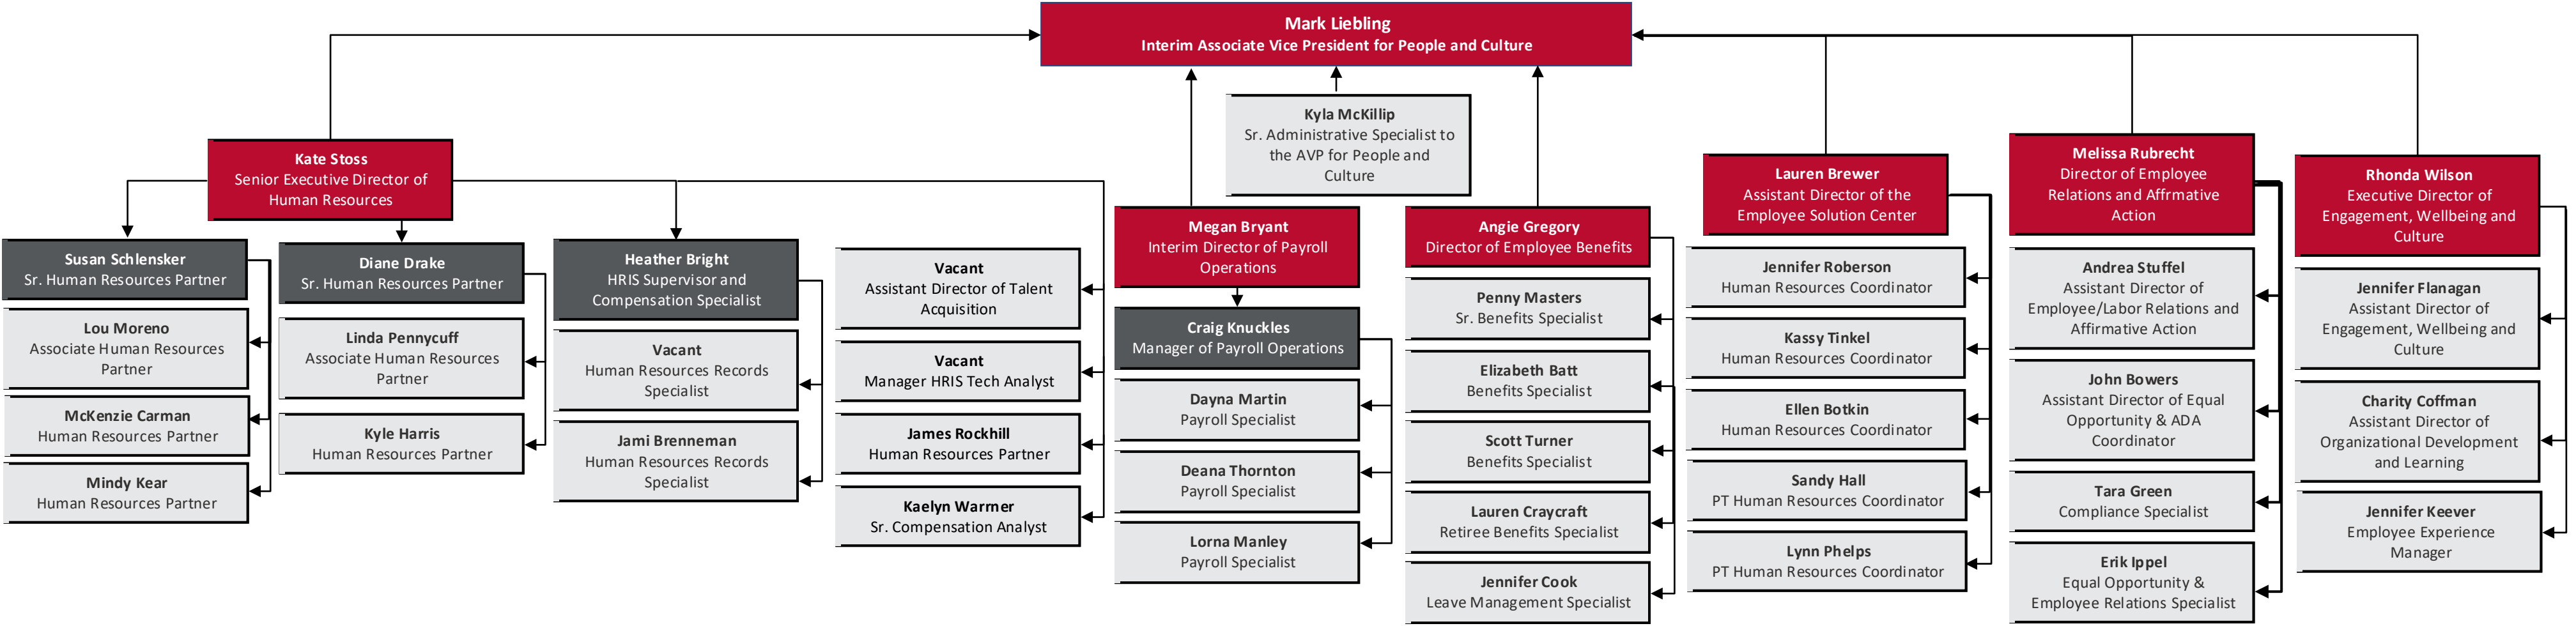 Mark Liebling
Interim Associate Vice President for People and Culture
Kyla McKillip
Sr. Administrative Specialist to
the AVP for People and
Culture
Kate Stoss
Senior Executive Director of
Human Resources
Susan Schlensker
Sr. Human Resources Partner
Lou Moreno
Associate Human Resources
Partner
McKenzie Carman
Human Resources Partner
Mindy Kear
Human Resources Partner
Diane Drake
Sr. Human Resources Partner
Linda Pennycuff
Associate Human Resources
Partner
Kyle Harris
Human Resources Partner
Heather Bright
HRIS Supervisor and
Compensation Specialist
Vacant
Human Resources Records
Specialist
Jami Brenneman
Human Resources Records
Specialist
Vacant
Assistant Director of Talent
Acquisition
Vacant
Manager HRIS Tech Analyst
James Rockhill
Human Resources Partner
Kaelyn Warrner
Sr. Compensation Analyst
Megan Bryant
Interim Director of Payroll
Operations
Craig Knuckles
Manager of Payroll Operations
Dayna Martin
Payroll Specialist
Deana Thornton
Payroll Specialist
Lorna Manley
Payroll Specialist
Angie Gregory
Director of Employee Benefits
Penny Masters
Sr. Benefits Specialist
Elizabeth Batt
Benefits Specialist
Scott Turner
Benefits Specialist
Lauren Craycraft
Retiree Benefits Specialist
Jennifer Cook
Leave Management Specialist
Lauren Brewer
Assistant Director of the
Employee Solution Center
Jennifer Roberson
Human Resources Coordinator
Kassy Tinkel
Human Resources Coordinator
Ellen Botkin
Human Resources Coordinator
Sandy Hall
PT Human Resources Coordinator
Lynn Phelps
PT Human Resources Coordinator
Melissa Rubrecht
Director of Employee
Relations and Affrmative
Action
Andrea Stuffel
Assistant Director of
Employee/Labor Relations and
Affirmative Action
John Bowers
Assistant Director of Equal
Opportunity & ADA
Coordinator
Tara Green
Compliance Specialist
Erik Ippel
Equal Opportunity &
Employee Relations Specialist
Rhonda Wilson
Executive Director of
Engagement, Wellbeing and
Culture
Jennifer Flanagan
Assistant Director of
Engagement, Wellbeing and
Culture
Charity Coffman
Assistant Director of
Organizational Development
and Learning
Jennifer Keever
Employee Experience
Manager